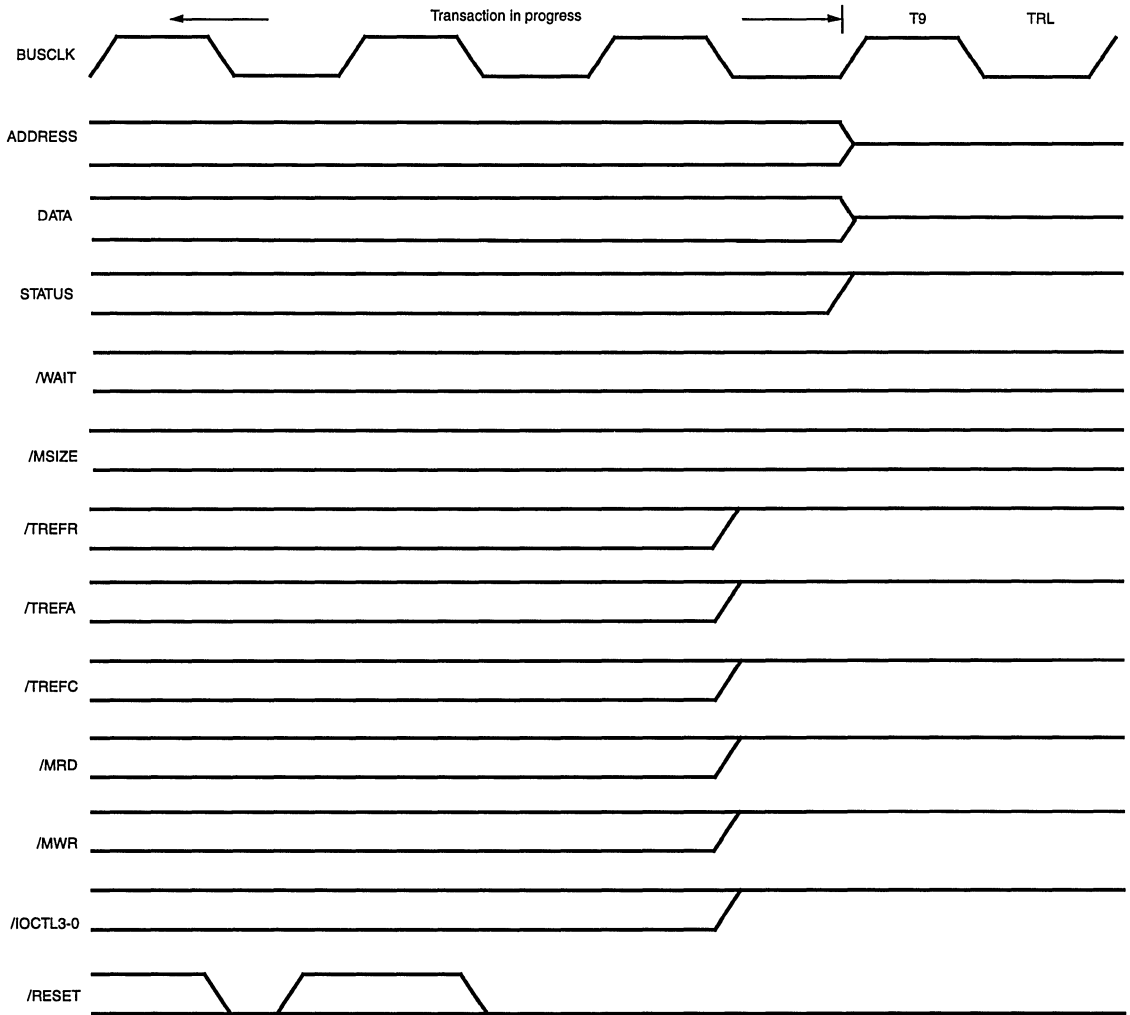 Transaction in progress
T9
TRL
BUSCLK
ADDRESS
DATA
STATUS
/WAIT
/MSIZE
/TREFR
/TREFA
/TREFC
/MRD
/MWR
/IOCTL3-0
/RESET